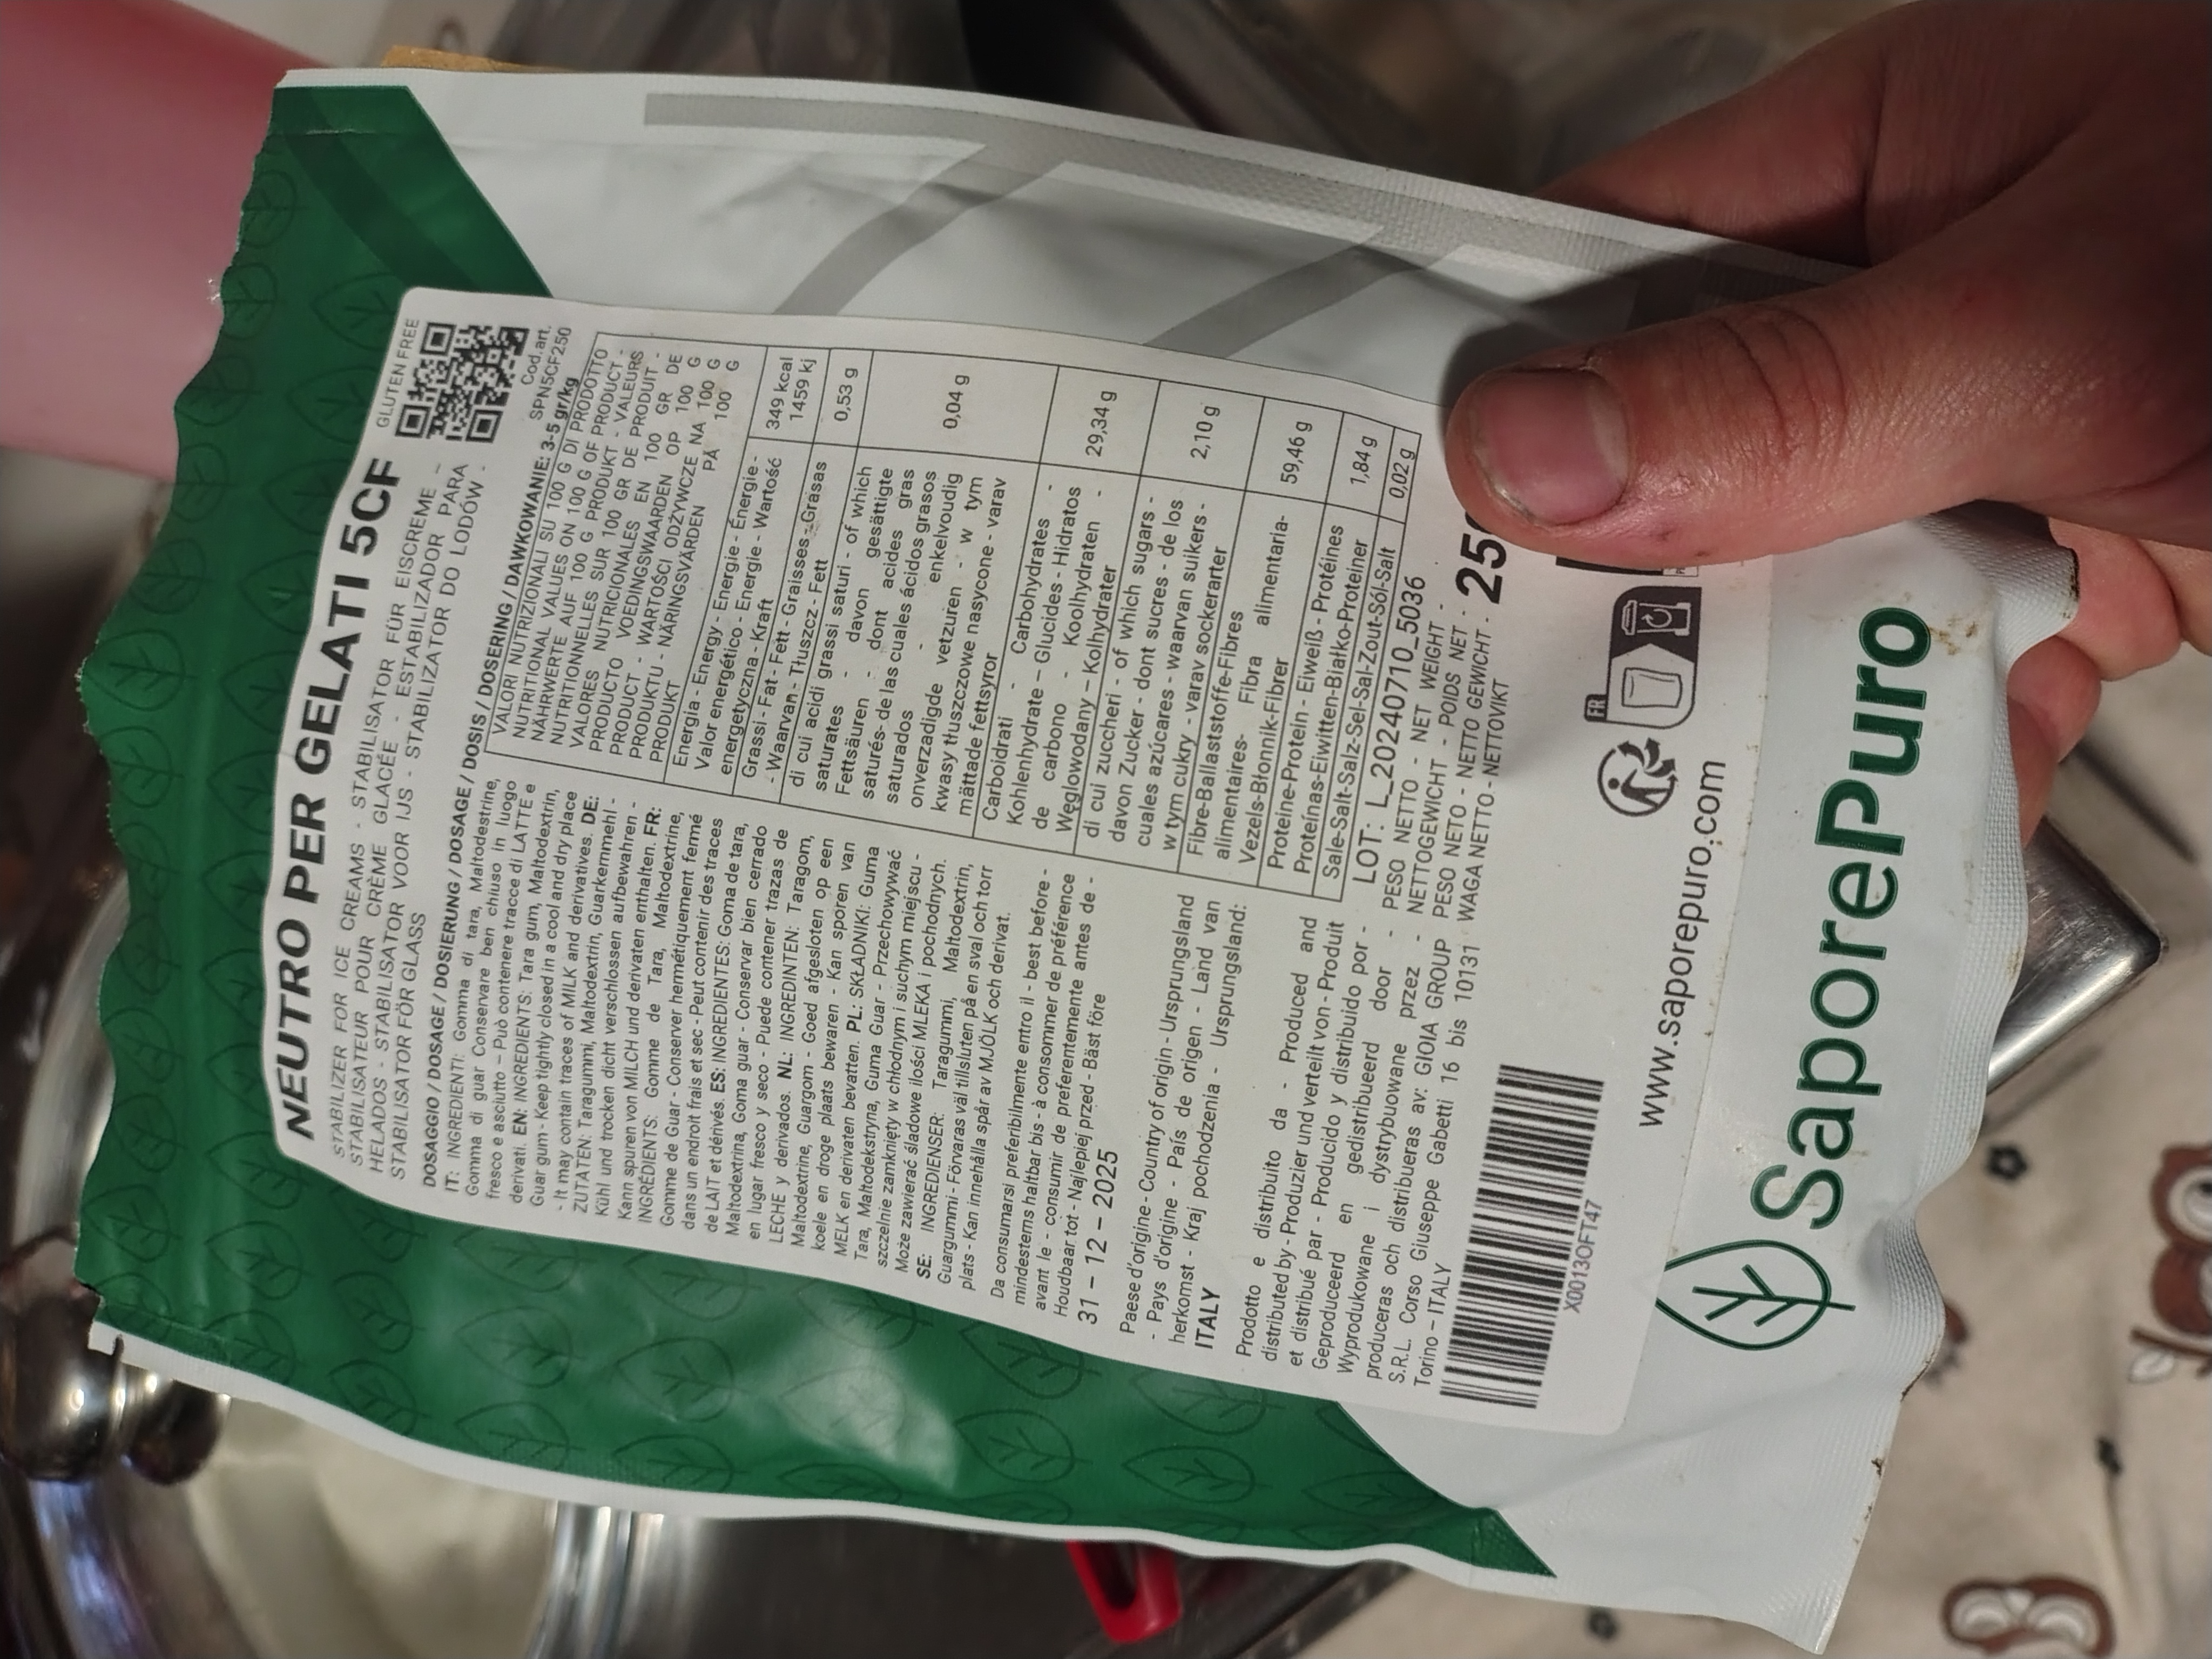 NEUTRO PER GELATI 5CF
GLUTEN FREE
STABILIZER FOR ICE CREAMS - STABILISATOR FÜR EISCREME -
STABILISATEUR POUR CRÈME GLACÉE - ESTABILIZADOR PARA
HELADOS - STABILISATOR VOOR IJS - STABILIZATOR DO LODÓW -
STABILISATOR FÖR GLASS
Cod.art.
SPN5CF250
DOSAGGIO / DOSAGE / DOSIERUNG / DOSAGE / DOSIS / DOSERING / DAWKOWANIE: 3-5 gr/kg
IT: INGREDIENTI: Gomma di tara, Maltodestrine,
Gomma di guar Conservare ben chiuso in luogo
fresco e asciutto – Può contenere tracce di LATTE e
derivati. EN: INGREDIENTS: Tara gum, Maltodextrin,
Guar gum - Keep tightly closed in a cool and dry place
- It may contain traces of MILK and derivatives. DE:
ZUTATEN: Taragummi, Maltodextrin, Guarkernmehl -
Kühl und trocken dicht verschlossen aufbewahren -
Kann spuren von MILCH und derivaten enthalten. FR:
INGRÉDIENTS: Gomme de Tara, Maltodextrine,
Gomme de Guar - Conserver hermétiquement fermé
dans un endroit frais et sec - Peut contenir des traces
de LAIT et dérivés. ES: INGREDIENTES: Goma de tara,
Maltodextrina, Goma guar - Conservar bien cerrado
en lugar fresco y seco - Puede contener trazas de
LECHE y derivados. NL: INGREDINTEN: Taragom,
Maltodextrine, Guargom - Goed afgesloten op een
koele en droge plaats bewaren - Kan sporen van
MELK en derivaten bevatten. PL: SKŁADNIKI: Guma
Tara, Maltodekstryna, Guma Guar - Przechowywać
szczelnie zamknięty w chłodnym i suchym miejscu -
Może zawierać śladowe ilości MLEKA i pochodnych.
SE: INGREDIENSER: Taragummi, Maltodextrin,
Guargummi - Förvaras väl tillsluten på en sval och torr
plats - Kan innehålla spår av MJÖLK och derivat.
Da consumarsi preferibilmente entro il - best before -
mindestems haltbar bis - à consommer de préférence
avant le - consumir de preferentemente antes de -
Houdbaar tot - Najlepiej przed - Bäst före
31 – 12 – 2025
Paese d'origine - Country of origin - Ursprungsland
- Pays d'origine - País de origen - Land van
herkomst - Kraj pochodzenia - Ursprungsland:
ITALY
Prodotto e distribuito da - Produced and
distributed by - Produzier und verteilt von - Produit
et distribué par - Producido y distribuido por -
Geproduceerd en gedistribueerd door -
Wyprodukowane i dystrybuowane przez -
produceras och distribueras av: GIOIA GROUP
S.R.L. Corso Giuseppe Gabetti 16 bis 10131
Torino – ITALY
X0013OFT47
VALORI NUTRIZIONALI SU 100 G DI PRODOTTO
NUTRITIONAL VALUES ON 100 G OF PRODUCT -
NÄHRWERTE AUF 100 G PRODUKT - VALEURS
NUTRITIONNELLES SUR 100 GR DE PRODUIT -
VALORES NUTRICIONALES EN 100 GR DE
PRODUCTO VOEDINGSWAARDEN OP 100 G
PRODUCT - WARTOŚCI ODŻYWCZE NA 100 G
PRODUKTU - NÄRINGSVÄRDEN PÅ 100 G
PRODUKT
Energia - Energy - Energie - Énergie -
Valor energético - Energie - Wartość
energetyczna - Kraft
349 kcal
1459 kj
Grassi - Fat - Fett - Graisses - Grasas
- Waarvan - Tłuszcz - Fett
0,53 g
di cui acidi grassi saturi - of which
saturates - davon gesättigte
Fettsäuren - dont acides gras
saturés- de las cuales ácidos grasos
saturados - enkelvoudig
onverzadigde vetzuren - w tym
kwasy tłuszczowe nasycone - varav
mättade fettsyror
0,04 g
Carboidrati - Carbohydrates -
Kohlenhydrate – Glucides - Hidratos
de carbono - Koolhydraten -
Węglowodany – Kolhydrater
29,34 g
di cui zuccheri - of which sugars -
davon Zucker - dont sucres - de los
cuales azúcares - waarvan suikers -
w tym cukry - varav sockerarter
2,10 g
Fibre-Ballaststoffe-Fibres
alimentaires- Fibra alimentaria-
Vezels-Błonnik-Fibrer
59,46 g
Proteine-Protein - Eiweiß - Protéines
Proteínas-Eiwitten-Białko-Proteiner
1,84 g
Sale-Salt-Salz-Sel-Sal-Zout-Sól-Salt
0,02 g
LOT: L_20240710_5036
PESO NETTO - NET WEIGHT -
NETTOGEWICHT - POIDS NET -
PESO NETO - NETTO GEWICHT -
WAGA NETTO - NETTOVIKT
FR
www.saporepuro.com
SaporePuro